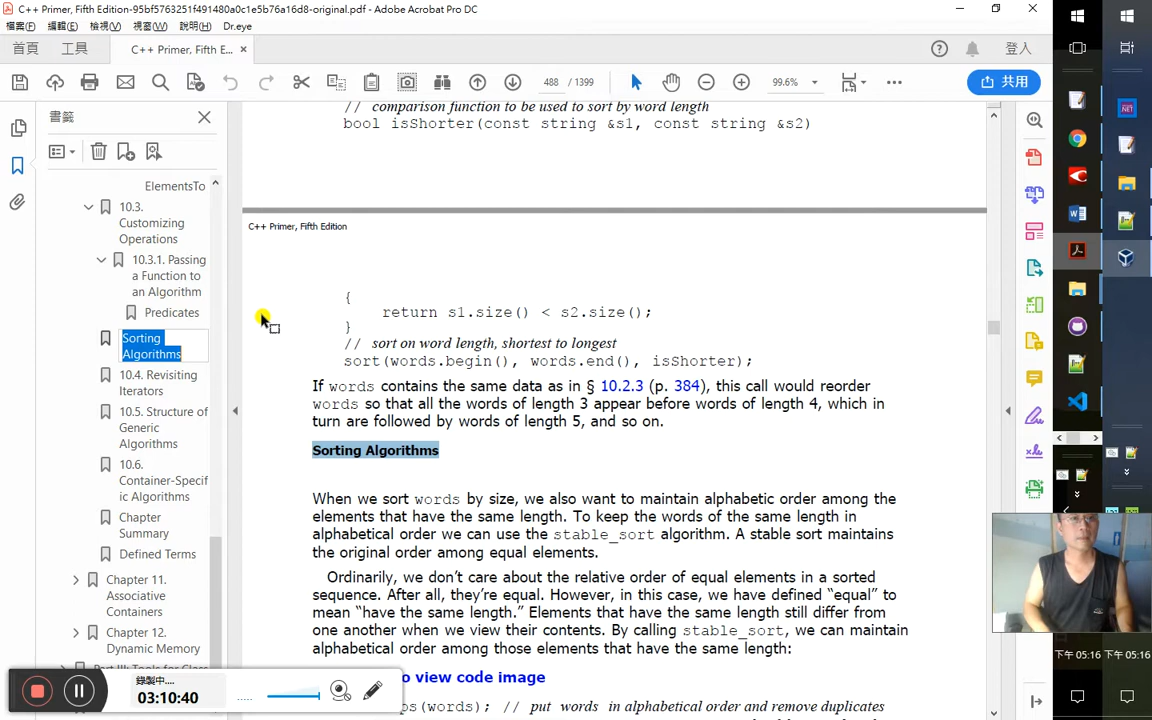 C++ Primer, Fifth Edition-95bf5763251f491480a0c1e5b76a16d8-original.pdf - Adobe Acrobat Pro DC
檔案(F) 編輯(E) 檢視(V) 視窗(W) 說明(H) Dr.eye
首頁 工具 C++ Primer, Fifth E... × 登入
488 / 1399 99.6% 共用
書籤
ElementsTo
10.3.
Customizing
Operations
10.3.1. Passing
a Function to
an Algorithm
Predicates
Sorting
Algorithms
10.4. Revisiting
Iterators
10.5. Structure of
Generic
Algorithms
10.6.
Container-Specif
ic Algorithms
Chapter
Summary
Defined Terms
Chapter 11.
Associative
Containers
Chapter 12.
Dynamic Memory
Part III: Tools for Class
// comparison function to be used to sort by word length
bool isShorter(const string &s1, const string &s2)
C++ Primer, Fifth Edition
{
return s1.size() < s2.size();
}
// sort on word length, shortest to longest
sort(words.begin(), words.end(), isShorter);
If words contains the same data as in § 10.2.3 (p. 384), this call would reorder
words so that all the words of length 3 appear before words of length 4, which in
turn are followed by words of length 5, and so on.
Sorting Algorithms
When we sort words by size, we also want to maintain alphabetic order among the
elements that have the same length. To keep the words of the same length in
alphabetical order we can use the stable_sort algorithm. A stable sort maintains
the original order among equal elements.
Ordinarily, we don’t care about the relative order of equal elements in a sorted
sequence. After all, they’re equal. However, in this case, we have defined “equal” to
mean “have the same length.” Elements that have the same length still differ from
one another when we view their contents. By calling stable_sort, we can maintain
alphabetical order among those elements that have the same length:
o view code image
ps(words); // put words in alphabetical order and remove duplicates
錄製中....
03:10:40
下午 05:16 下午 05:16
.NET